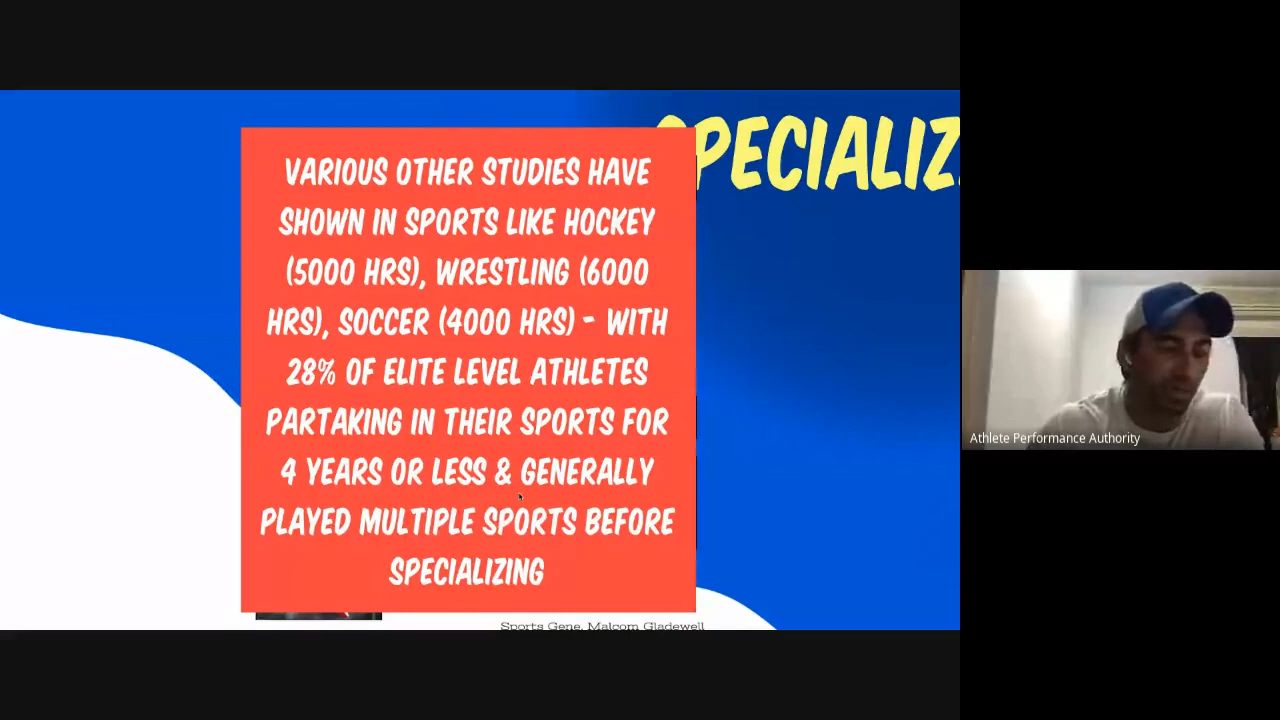 SPECIALIZ
VARIOUS OTHER STUDIES HAVE
SHOWN IN SPORTS LIKE HOCKEY
(5000 HRS), WRESTLING (6000
HRS), SOCCER (4000 HRS) - WITH
28% OF ELITE LEVEL ATHLETES
PARTAKING IN THEIR SPORTS FOR
4 YEARS OR LESS & GENERALLY
PLAYED MULTIPLE SPORTS BEFORE
SPECIALIZING
Sports Gene, Malcom Gladewell
Athlete Performance Authority